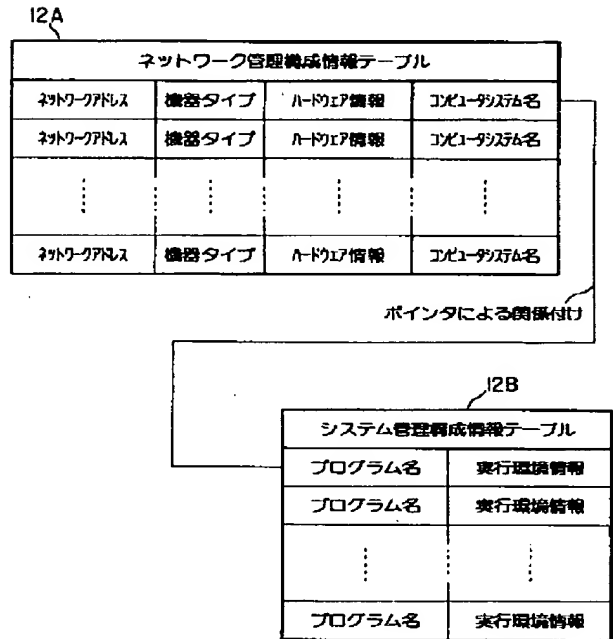 12A
ネットワーク管理構成情報テーブル
ネットワークアドレス 機器タイプ ハードウェア情報 コンピュータシステム名
ネットワークアドレス 機器タイプ ハードウェア情報 コンピュータシステム名
ネットワークアドレス 機器タイプ ハードウェア情報 コンピュータシステム名
ポインタによる関係付け
12B
システム管理構成情報テーブル
プログラム名 実行環境情報
プログラム名 実行環境情報
プログラム名 実行環境情報